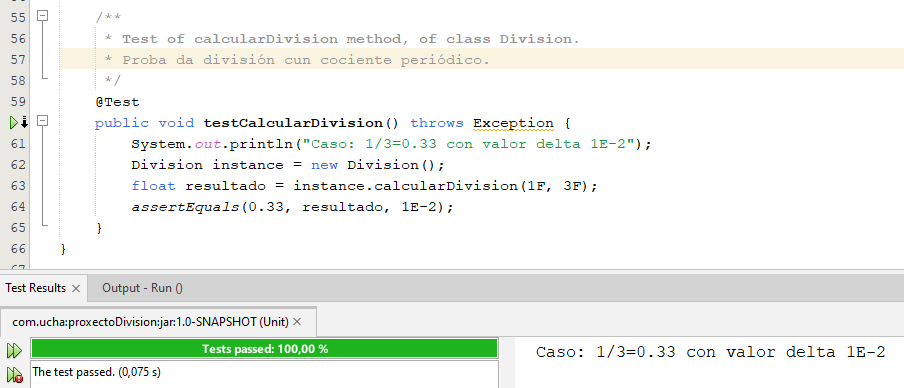 55 /**
56 * Test of calcularDivision method, of class Division.
57 * Proba da división cun cociente periódico.
58 */
59 @Test
public void testCalcularDivision() throws Exception {
61 System.out.println("Caso: 1/3=0.33 con valor delta 1E-2");
62 Division instance = new Division();
63 float resultado = instance.calcularDivision(1F, 3F);
64 assertEquals(0.33, resultado, 1E-2);
65 }
66 }
Test Results × Output - Run ()
com.ucha:proxectoDivision:jar:1.0-SNAPSHOT (Unit) ×
Tests passed: 100,00 %
The test passed. (0,075 s)
Caso: 1/3=0.33 con valor delta 1E-2